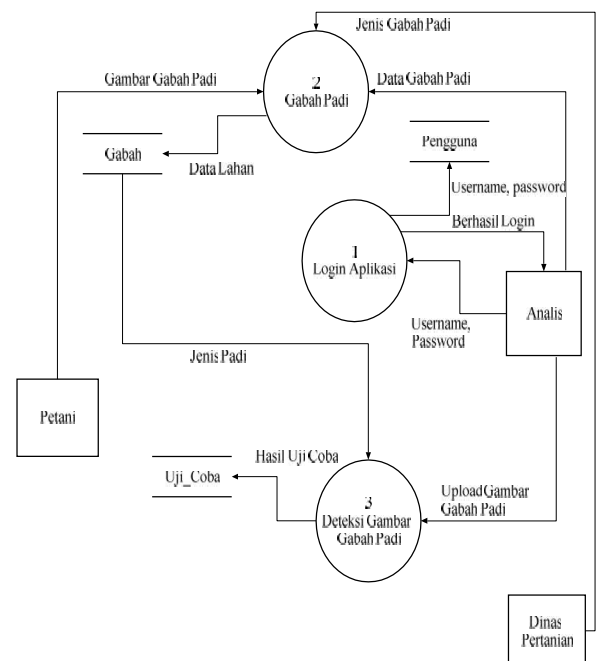 Jenis Gabah Padi
2
Gabah Padi
Gambar Gabah Padi
Data Gabah Padi
Gabah
Data Lahan
Pengguna
Username, password
Berhasil Login
1
Login Aplikasi
Username,
Password
Analis
Jenis Padi
Petani
Hasil Uji Coba
Uji_Coba
3
Deteksi Gambar
Gabah Padi
Upload Gambar
Gabah Padi
Dinas
Pertanian